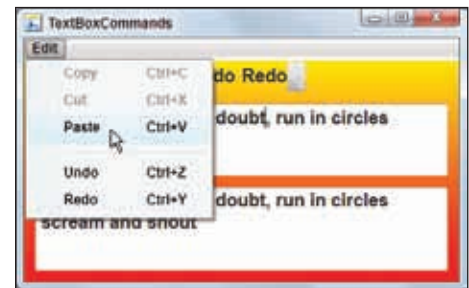 TextBoxCommands
Edit
Copy Ctrl+C
Cut Ctrl+X
Paste Ctrl+V
Undo Ctrl+Z
Redo Ctrl+Y
do Redo
doubt, run in circles
doubt, run in circles
scream and shout